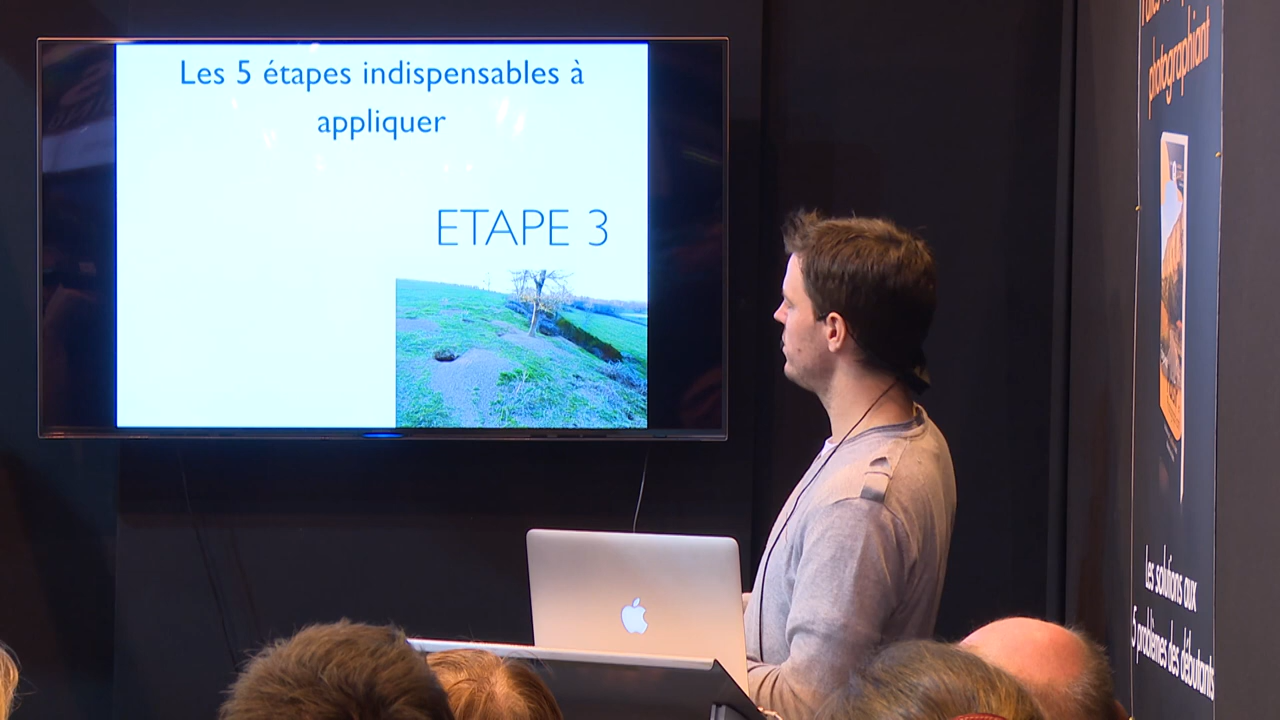 Les 5 étapes indispensables à
appliquer
ETAPE 3
photographiant
Les solutions aux
5 problèmes des débutants